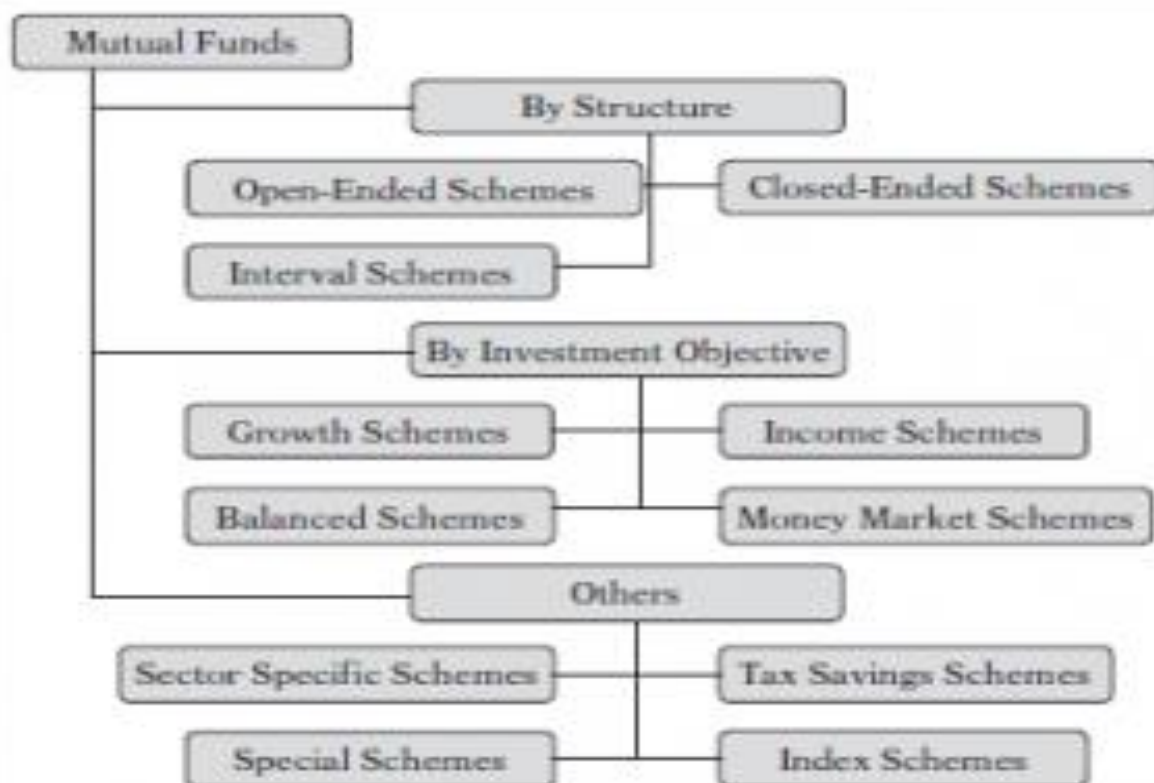 Mutual Funds
By Structure
Open-Ended Schemes
Closed-Ended Schemes
Interval Schemes
By Investment Objective
Growth Schemes
Income Schemes
Balanced Schemes
Money Market Schemes
Others
Sector Specific Schemes
Tax Savings Schemes
Special Schemes
Index Schemes